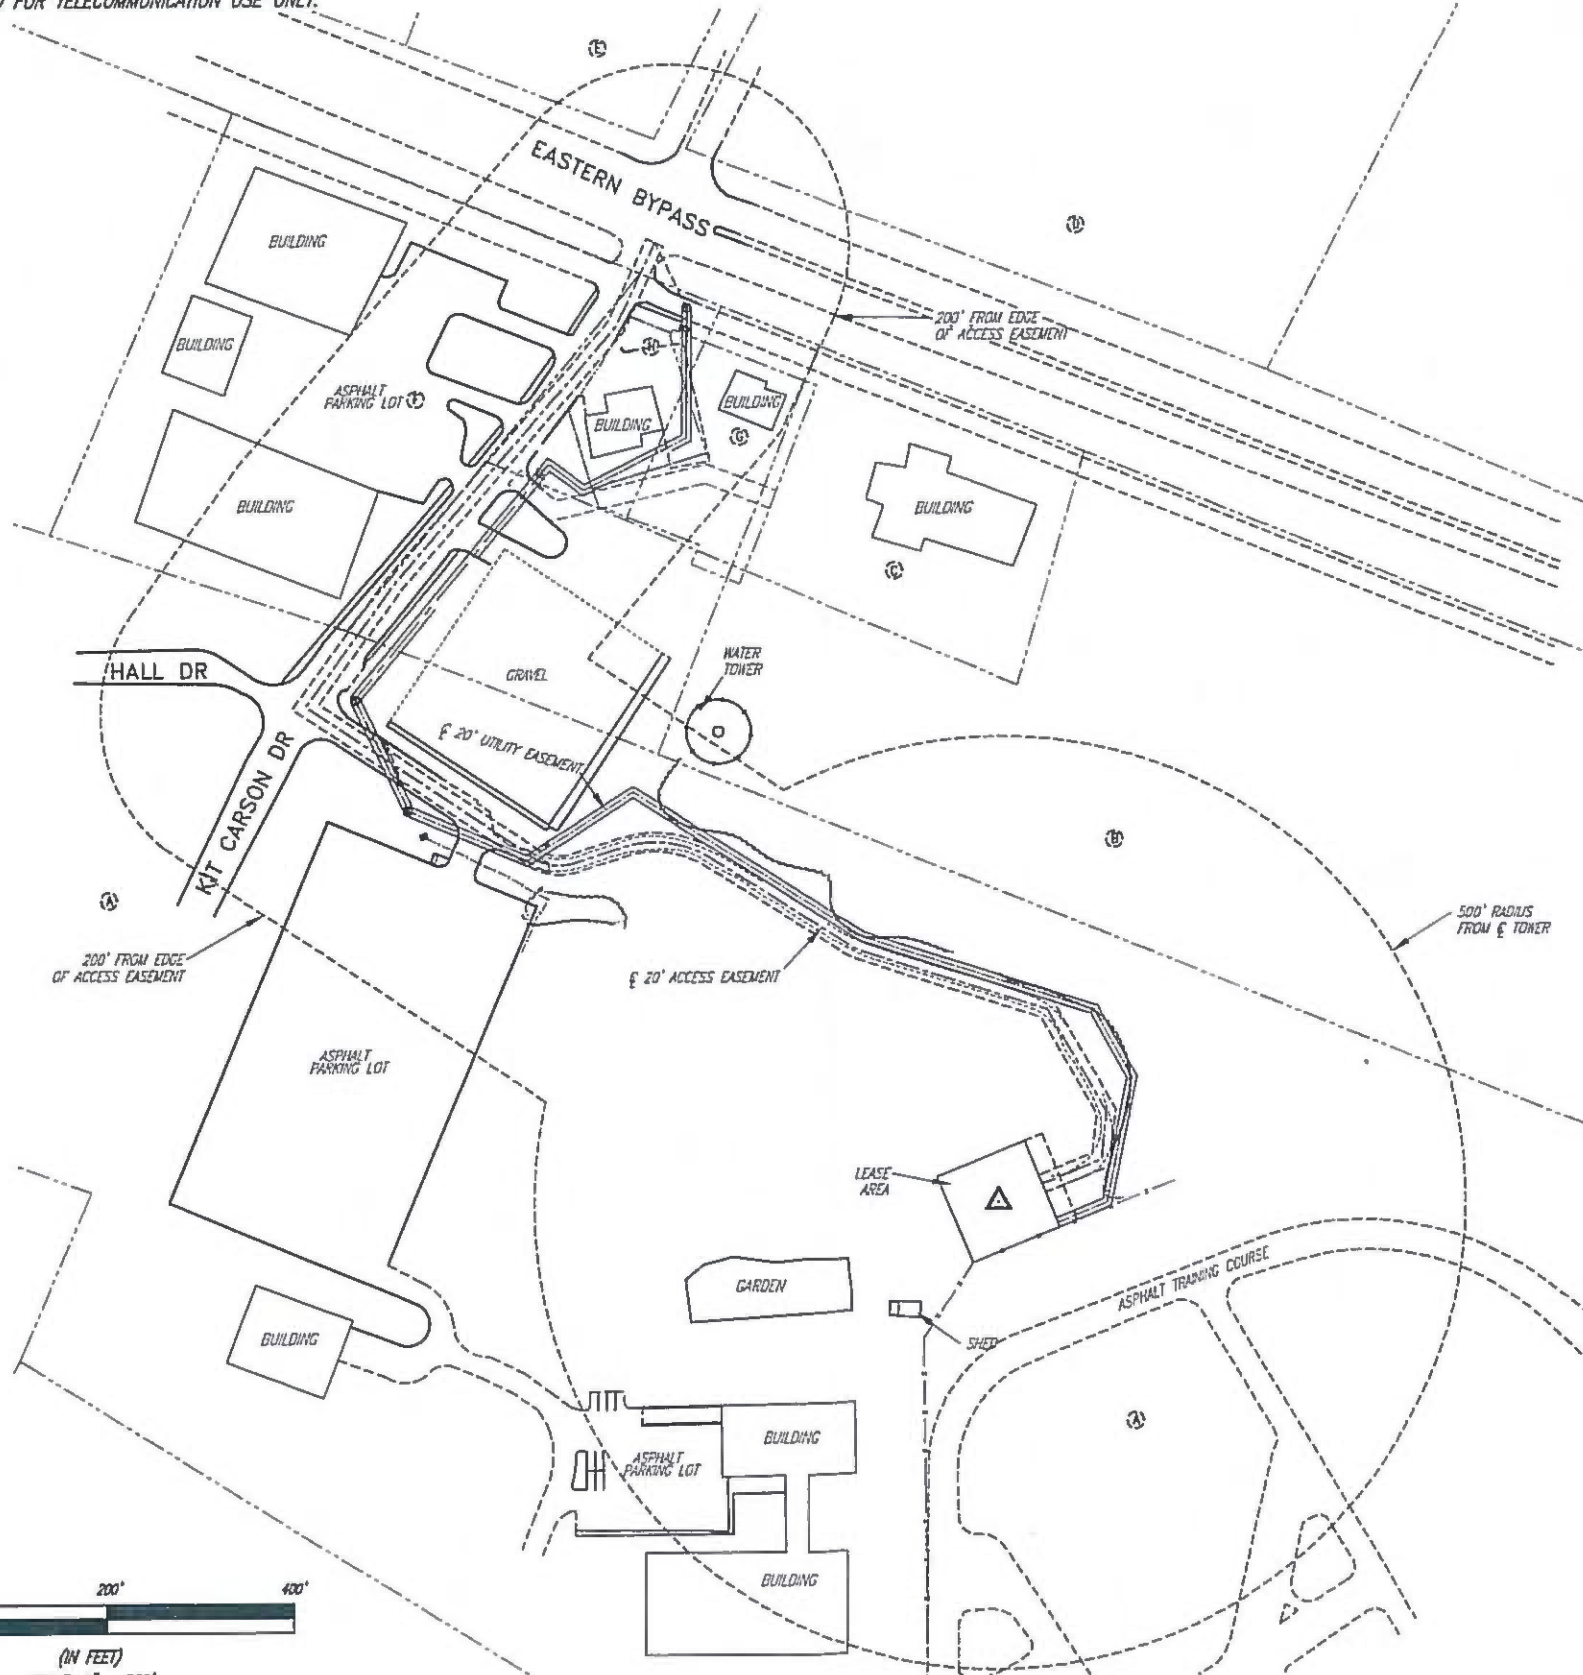 FOR TELECOMMUNICATION USE ONLY.
E
EASTERN BYPASS
D
BUILDING
200' FROM EDGE
OF ACCESS EASEMENT
BUILDING
H
ASPHALT
PARKING LOT F
BUILDING
BUILDING
G
BUILDING
BUILDING
C
HALL DR
GRAVEL
WATER
TOWER
℄ 20' UTILITY EASEMENT
KIT CARSON DR
B
A
500' RADIUS
FROM ℄ TOWER
200' FROM EDGE
OF ACCESS EASEMENT
℄ 20' ACCESS EASEMENT
ASPHALT
PARKING LOT
LEASE
AREA
GARDEN
ASPHALT TRAINING COURSE
SHED
BUILDING
A
BUILDING
ASPHALT
PARKING LOT
BUILDING
200'
400'
(IN FEET)